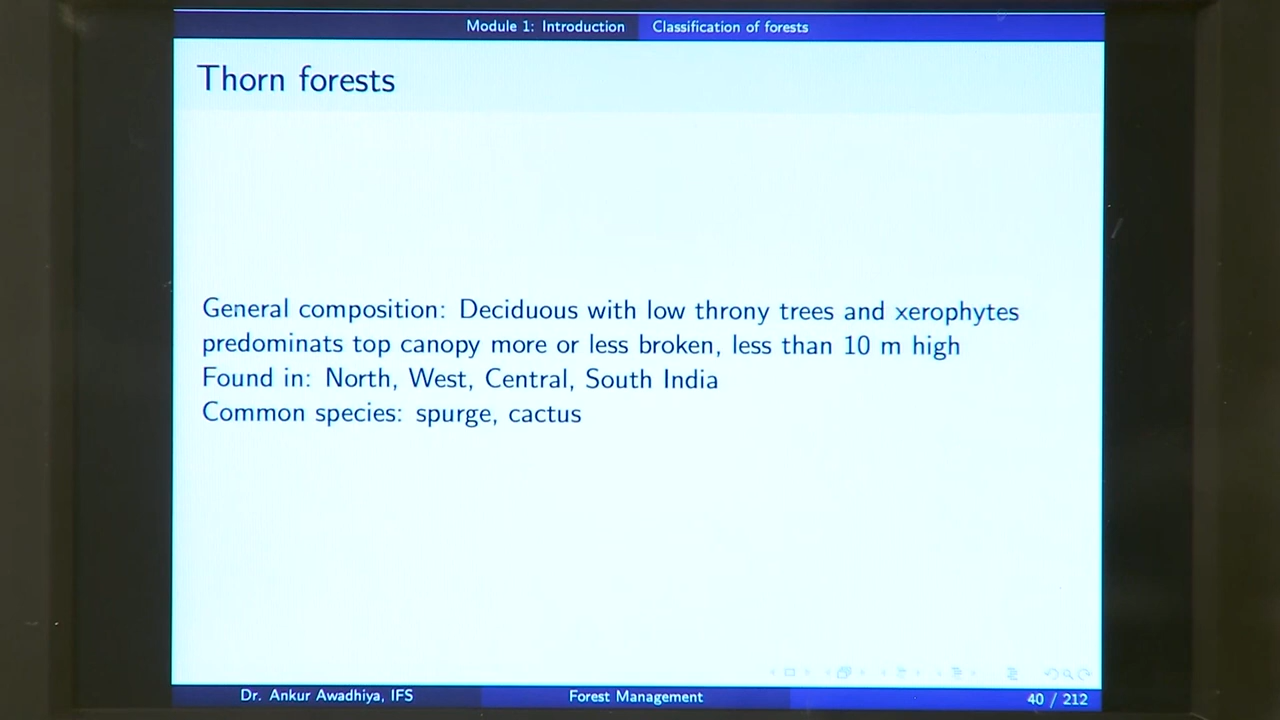 Module 1: Introduction Classification of forests
Thorn forests
General composition: Deciduous with low throny trees and xerophytes
predominats top canopy more or less broken, less than 10 m high
Found in: North, West, Central, South India
Common species: spurge, cactus
Dr. Ankur Awadhiya, IFS Forest Management 40 / 212